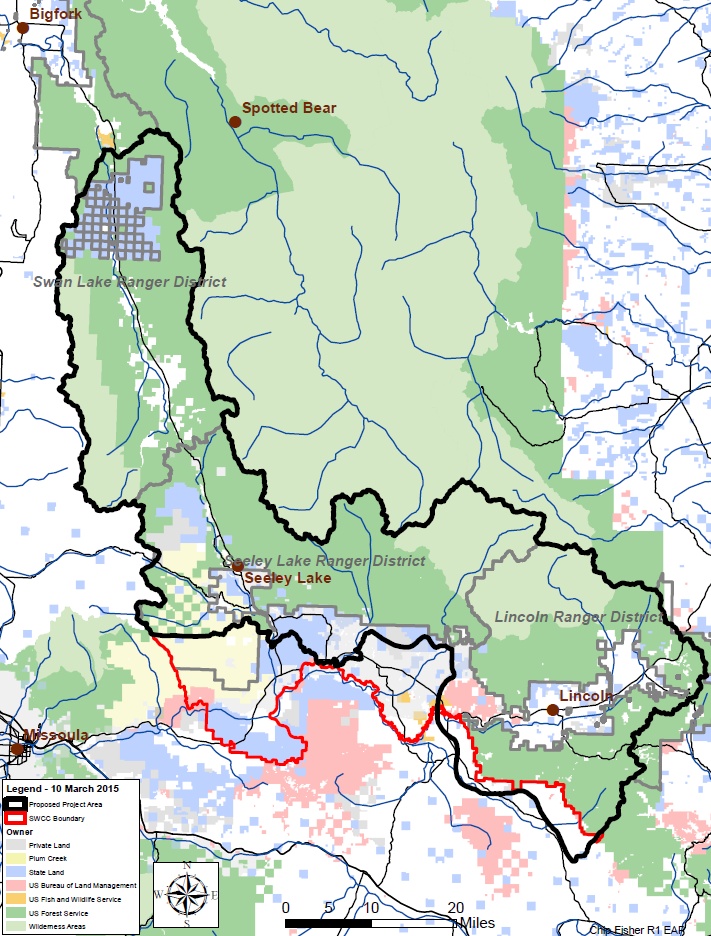 Bigfork
Spotted Bear
Swan Lake Ranger District
Seeley Lake Ranger District
Seeley Lake
Lincoln Ranger District
Lincoln
Missoula
Legend - 10 March 2015
Proposed Project Area
SWCC Boundary
Owner
Private Land
Plum Creek
State Land
US Bureau of Land Management
US Fish and Wildlife Service
US Forest Service
Wilderness Areas
N
W E
S
0 5 10 20
Miles
Chip Fisher R1 EAP